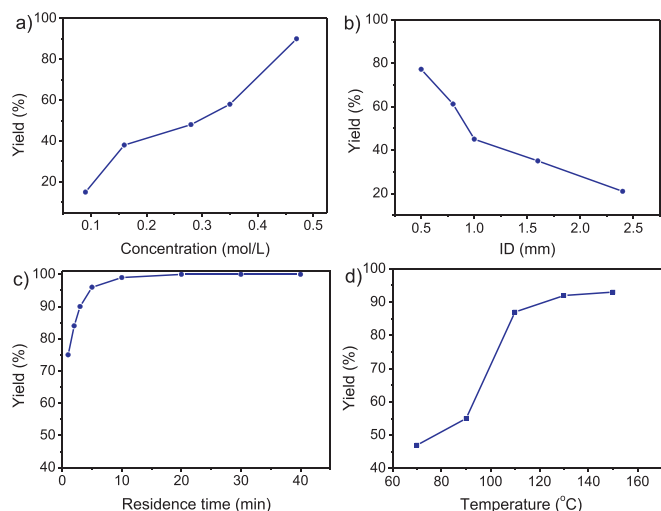 a)
100
80
60
40
20
Yield (%)
0.1 0.2 0.3 0.4 0.5
Concentration (mol/L)
b)
100
80
60
40
20
Yield (%)
0.5 1.0 1.5 2.0 2.5
ID (mm)
c)
100
90
80
70
60
50
40
Yield (%)
0 10 20 30 40
Residence time (min)
d)
100
90
80
70
60
50
40
Yield (%)
60 80 100 120 140 160
Temperature (°C)